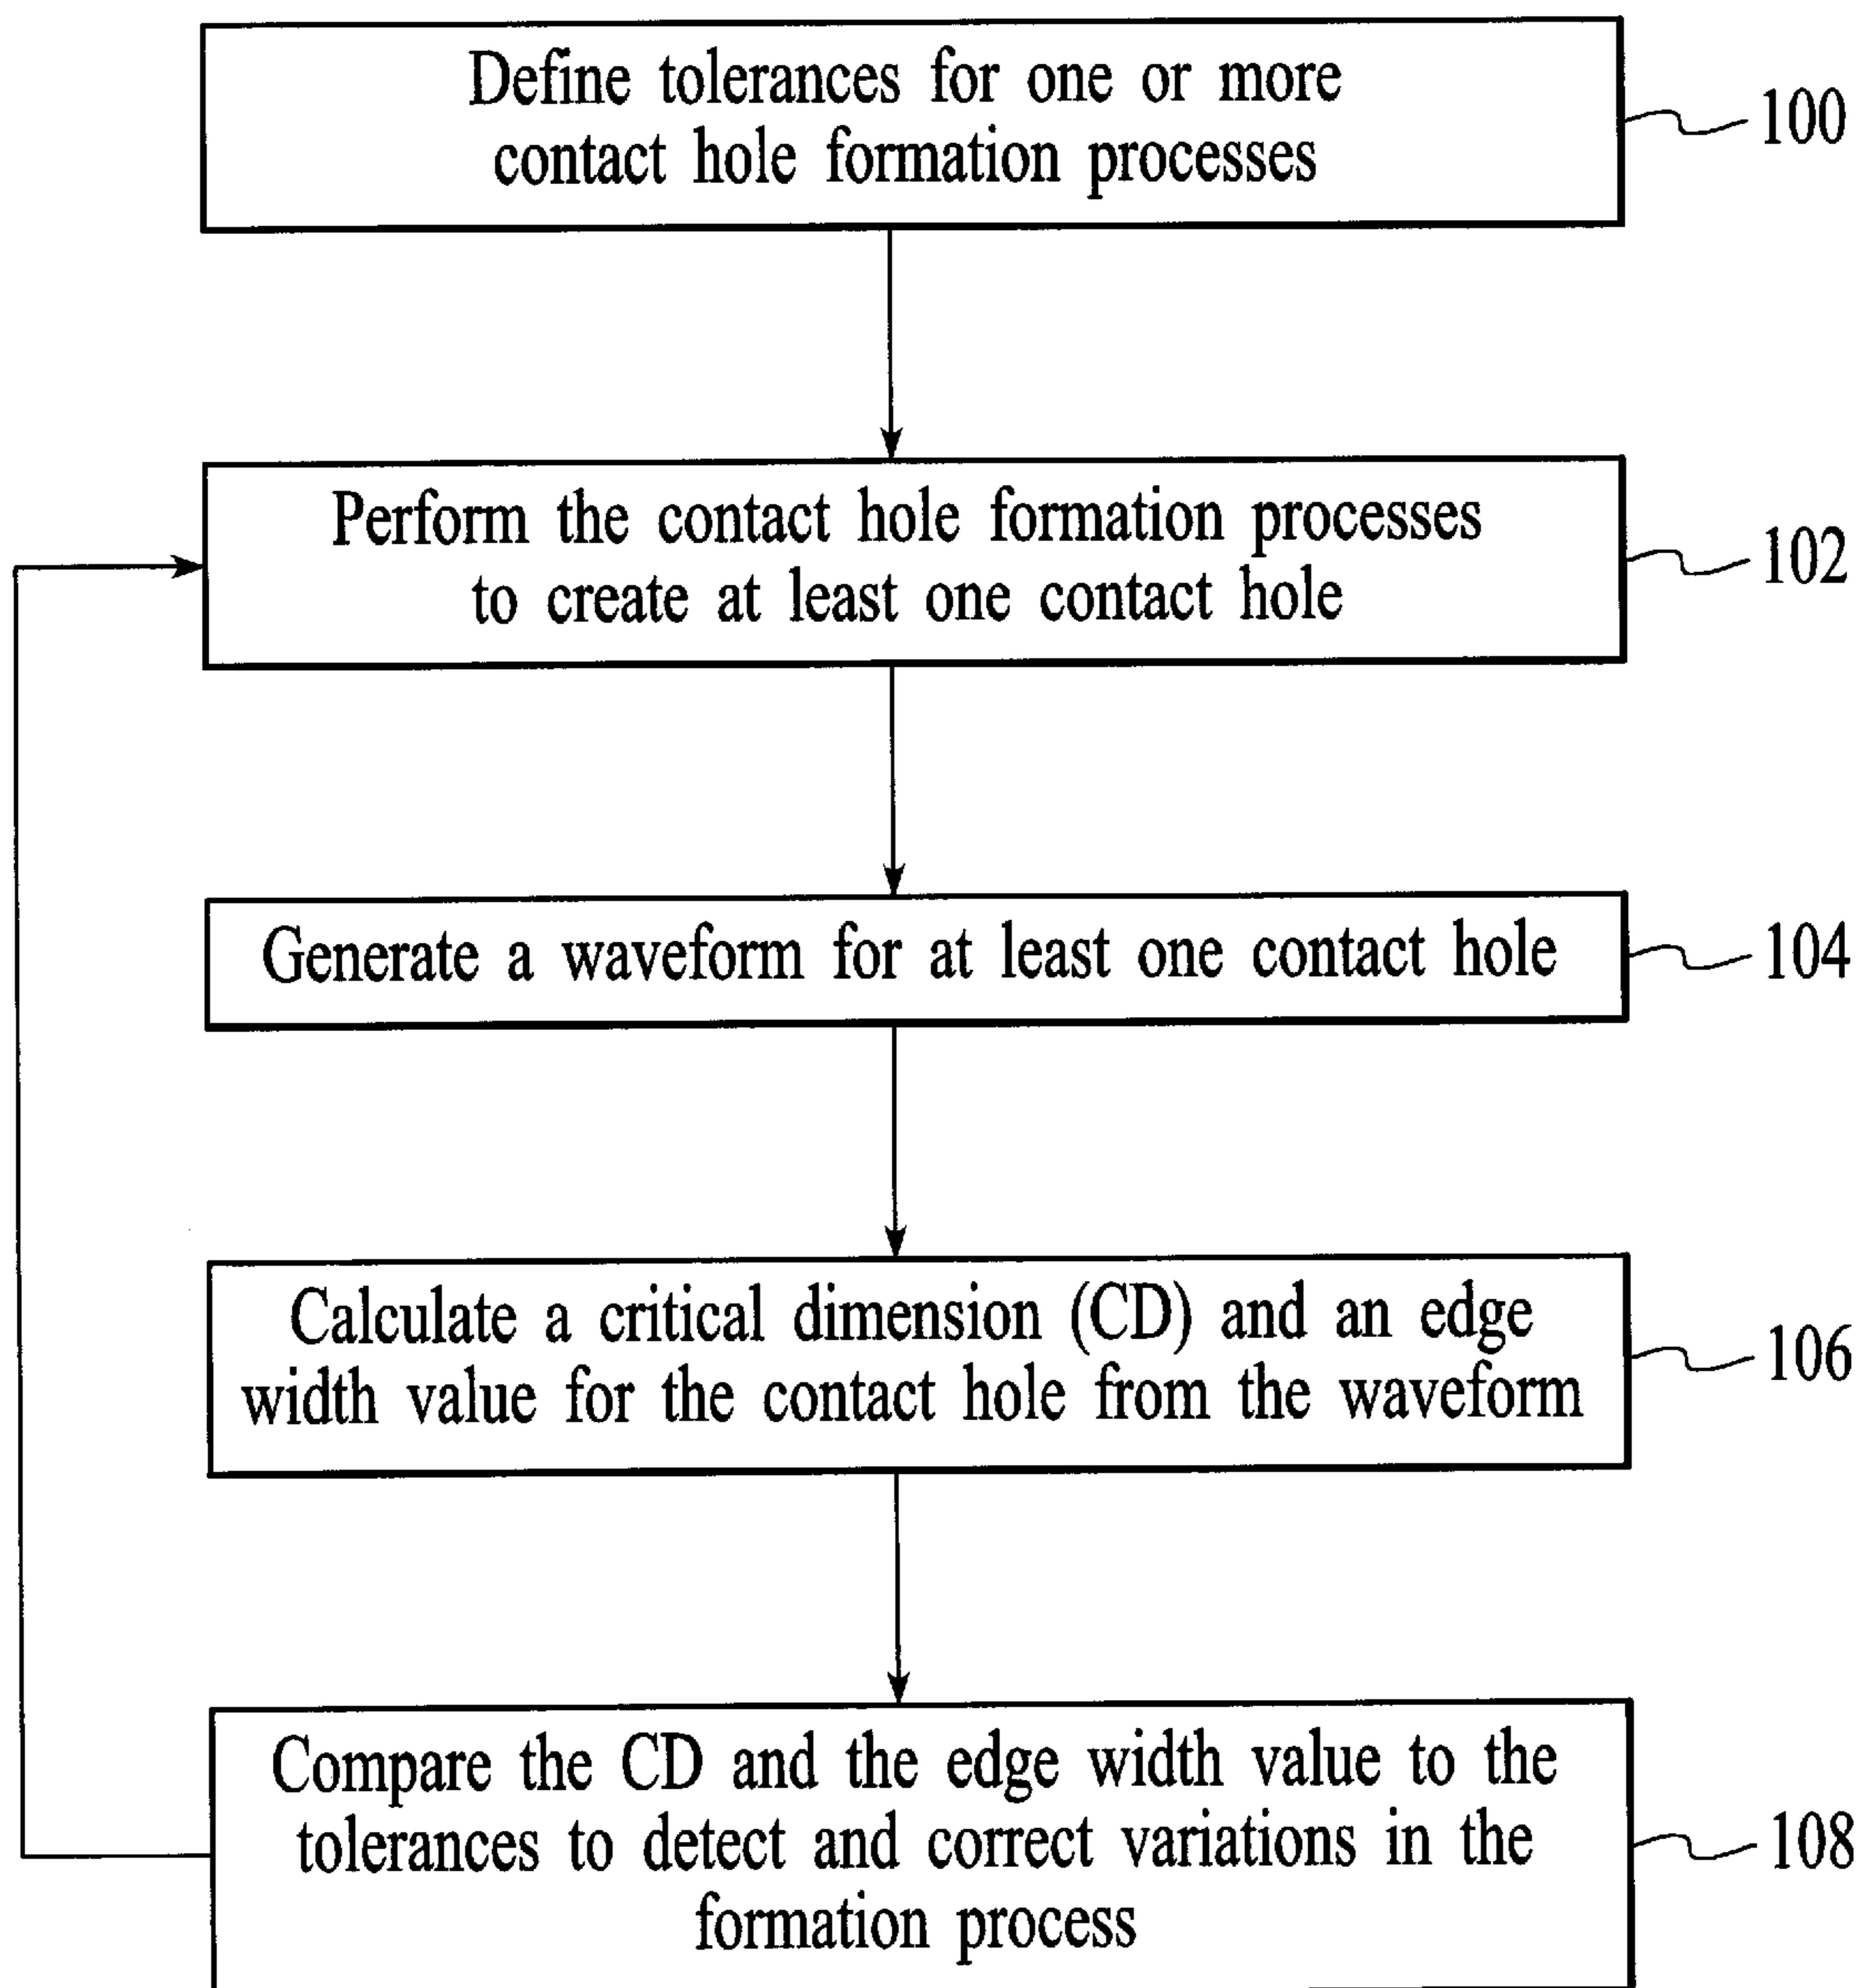 Define tolerances for one or more
contact hole formation processes
100
Perform the contact hole formation processes
to create at least one contact hole
102
Generate a waveform for at least one contact hole
104
Calculate a critical dimension (CD) and an edge
width value for the contact hole from the waveform
106
Compare the CD and the edge width value to the
tolerances to detect and correct variations in the
formation process
108